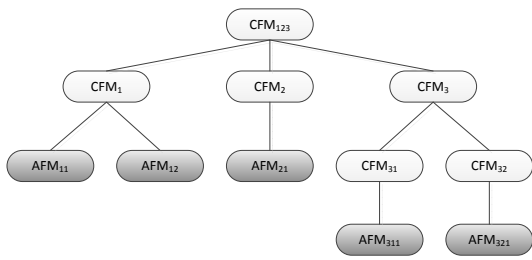 CFM₁₂₃
CFM₁ CFM₂ CFM₃
AFM₁₁ AFM₁₂ AFM₂₁ CFM₃₁ CFM₃₂
AFM₃₁₁ AFM₃₂₁